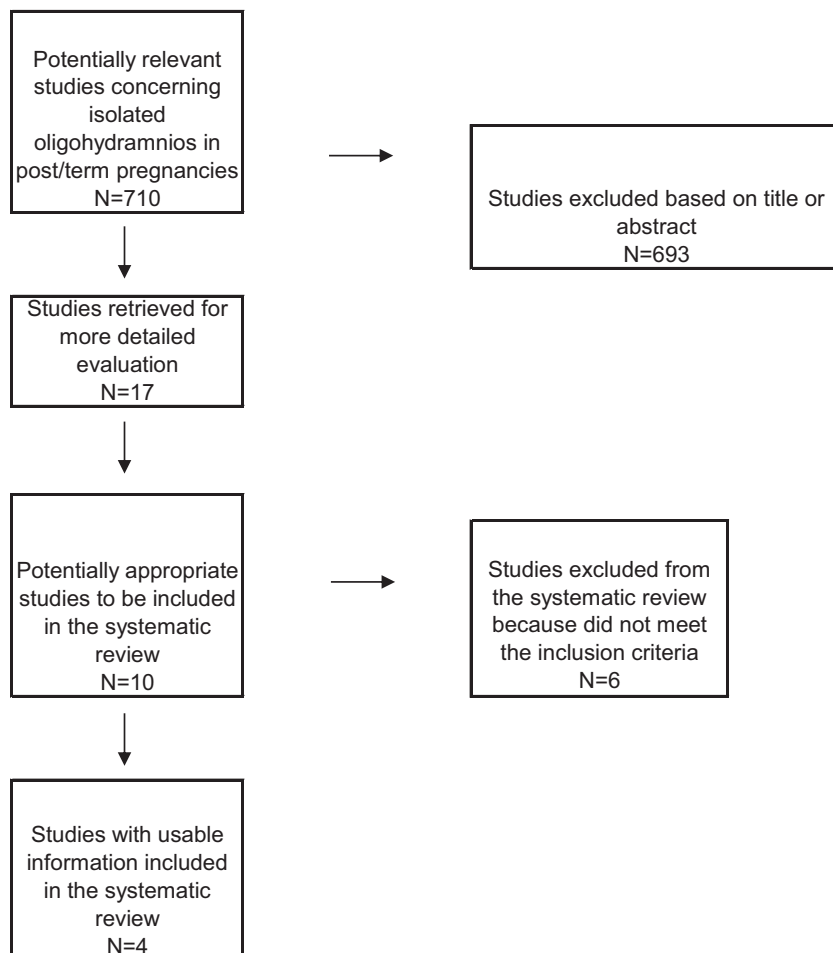 Potentially relevant
studies concerning
isolated
oligohydramnios in
post/term pregnancies
N=710
Studies excluded based on title or
abstract
N=693
Studies retrieved for
more detailed
evaluation
N=17
Potentially appropriate
studies to be included
in the systematic
review
N=10
Studies excluded from
the systematic review
because did not meet
the inclusion criteria
N=6
Studies with usable
information included
in the systematic
review
N=4